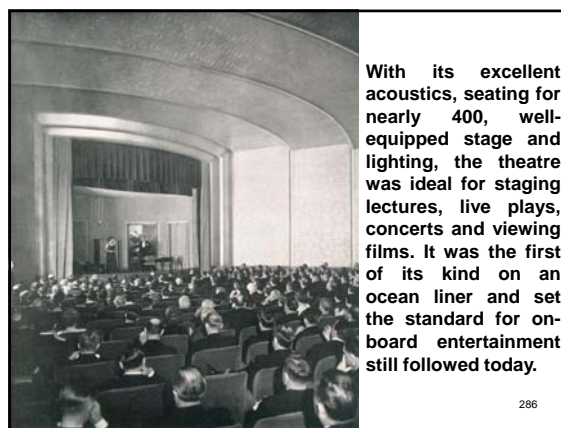 With its excellent
acoustics, seating for
nearly 400, well-
equipped stage and
lighting, the theatre
was ideal for staging
lectures, live plays,
concerts and viewing
films. It was the first
of its kind on an
ocean liner and set
the standard for on-
board entertainment
still followed today.
286